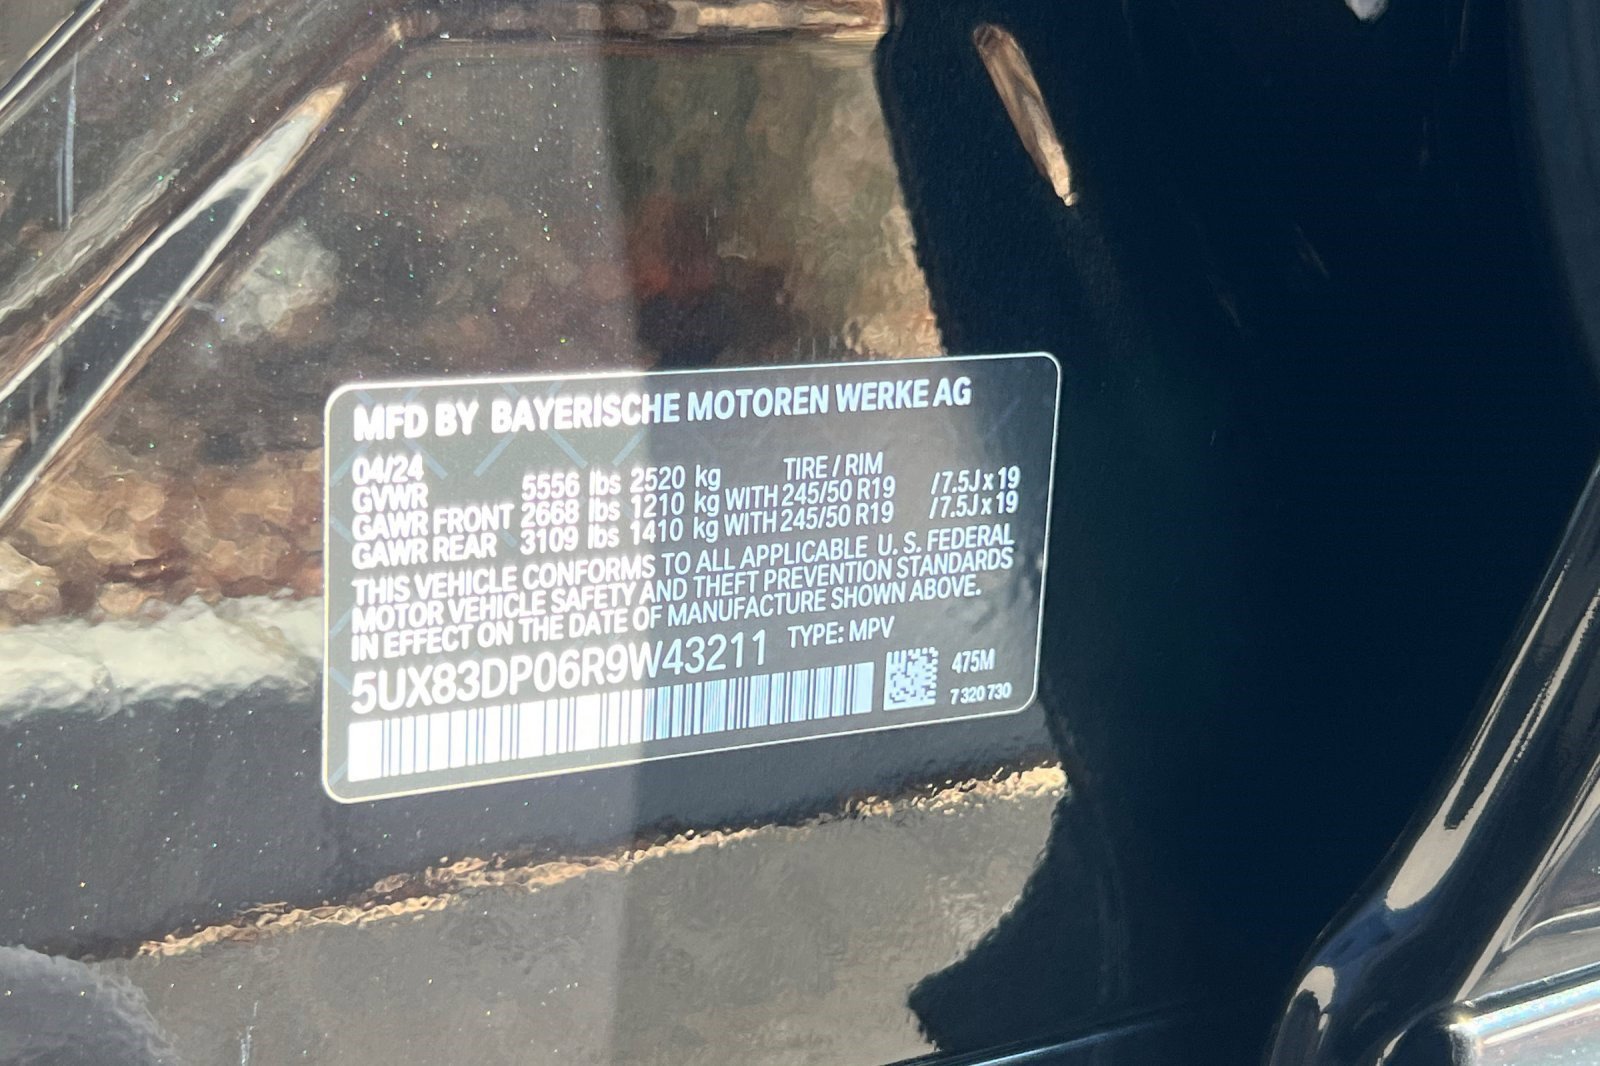 MFD BY BAYERISCHE MOTOREN WERKE AG
04/24 TIRE / RIM
GVWR 5556 lbs 2520 kg
GAWR FRONT 2668 lbs 1210 kg WITH 245/50 R19 /7.5J x 19
GAWR REAR 3109 lbs 1410 kg WITH 245/50 R19 /7.5J x 19
THIS VEHICLE CONFORMS TO ALL APPLICABLE U. S. FEDERAL
MOTOR VEHICLE SAFETY AND THEFT PREVENTION STANDARDS
IN EFFECT ON THE DATE OF MANUFACTURE SHOWN ABOVE.
5UX83DP06R9W43211 TYPE: MPV
475M
7 320 730